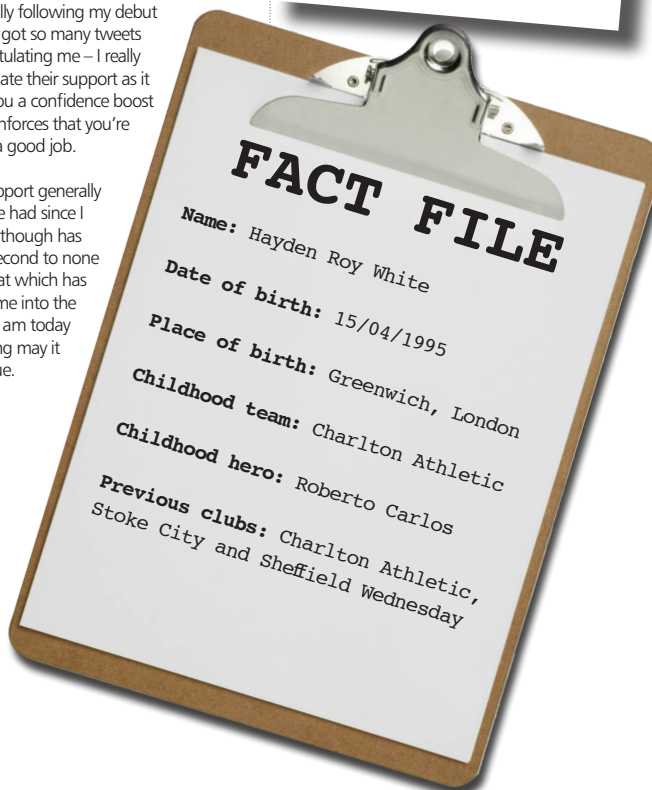 lly following my debut
got so many tweets
tulating me – I really
ate their support as it
ou a confidence boost
nforces that you're
a good job.
pport generally
e had since I
though has
econd to none
at which has
me into the
am today
ng may it
ue.
FACT FILE
Name: Hayden Roy White
Date of birth: 15/04/1995
Place of birth: Greenwich, London
Childhood team: Charlton Athletic
Childhood hero: Roberto Carlos
Previous clubs: Charlton Athletic,
Stoke City and Sheffield Wednesday